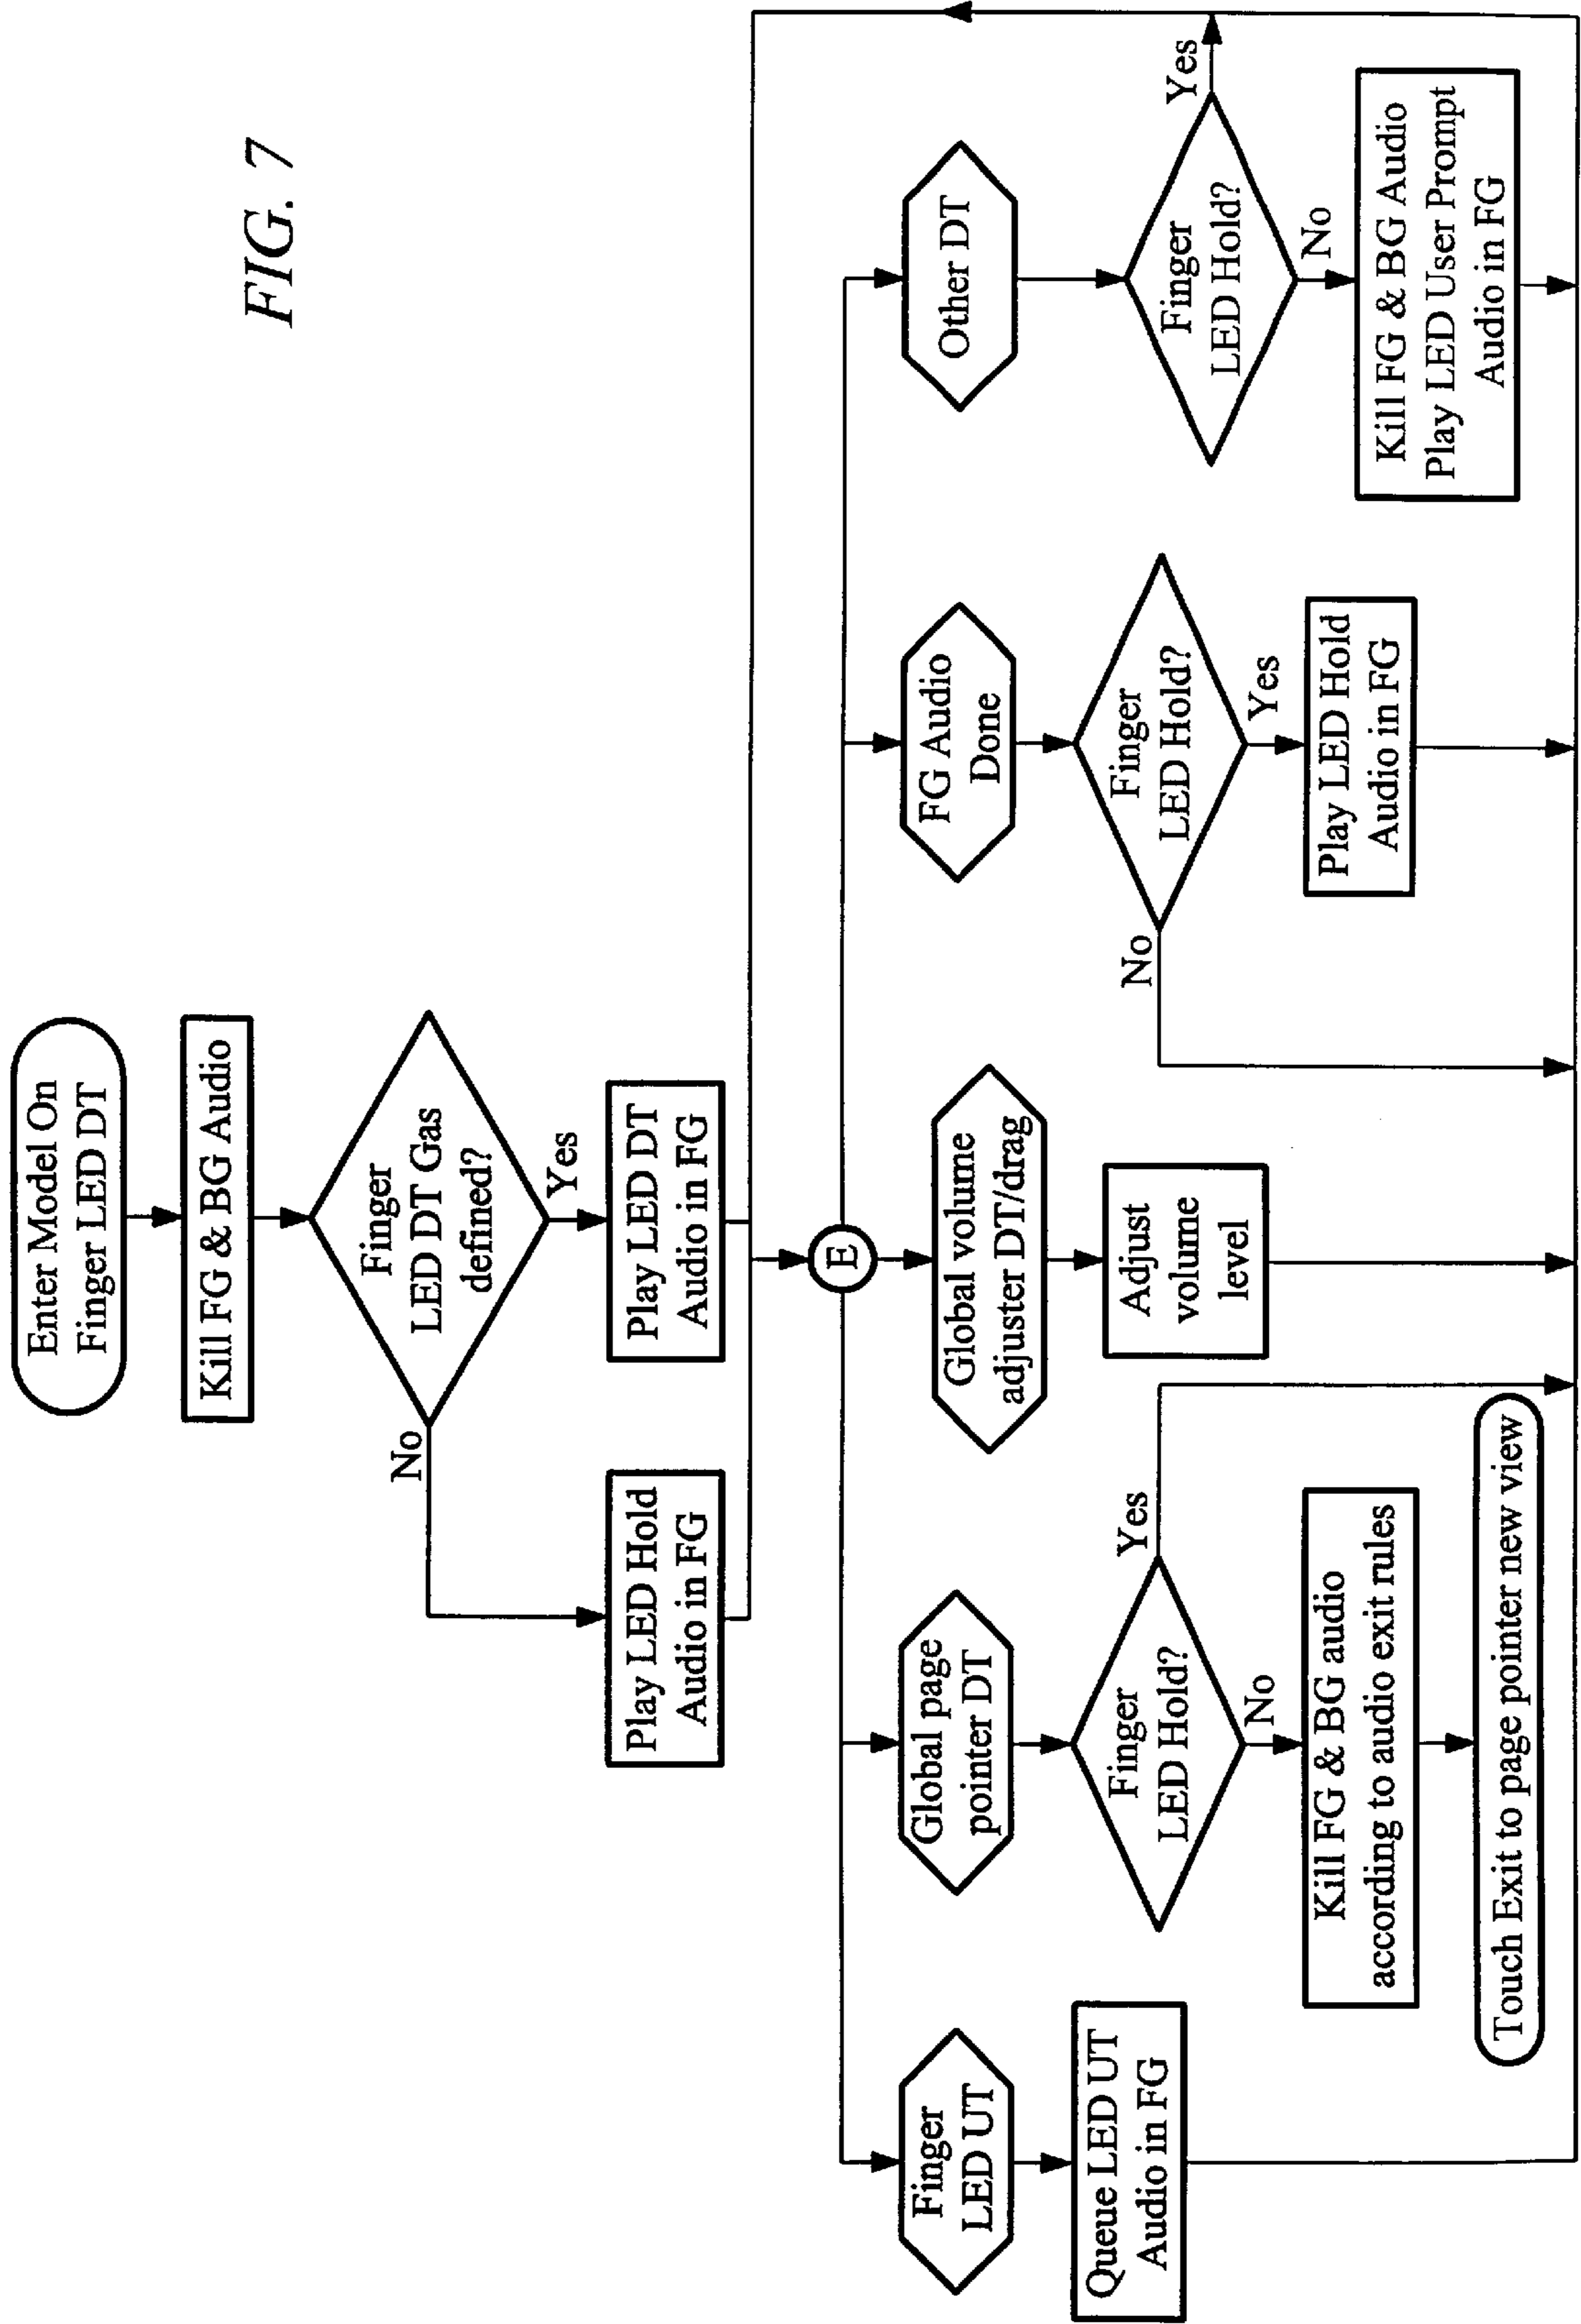 FIG. 7
Enter Model On
Finger LED DT
Kill FG & BG Audio
Finger
LED DT Gas
defined?
No
Yes
Play LED Hold
Audio in FG
Play LED DT
Audio in FG
E
Finger
LED UT
Queue LED UT
Audio in FG
Global page
pointer DT
Finger
LED Hold?
Yes
No
Kill FG & BG audio
according to audio exit rules
Touch Exit to page pointer new view
Global volume
adjuster DT/drag
Adjust
volume
level
FG Audio
Done
Finger
LED Hold?
No
Yes
Play LED Hold
Audio in FG
Other DT
Finger
LED Hold?
Yes
No
Kill FG & BG Audio
Play LED User Prompt
Audio in FG